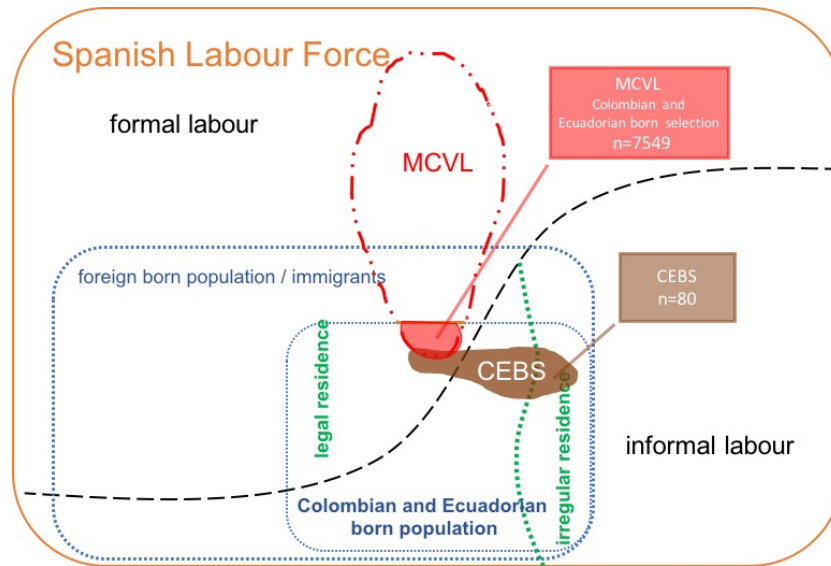 Spanish Labour Force
formal labour
MCVL
MCVL
Colombian and
Ecuadorian born selection
n=7549
foreign born population / immigrants
CEBS
n=80
legal residence
CEBS
irregular residence
informal labour
Colombian and Ecuadorian
born population